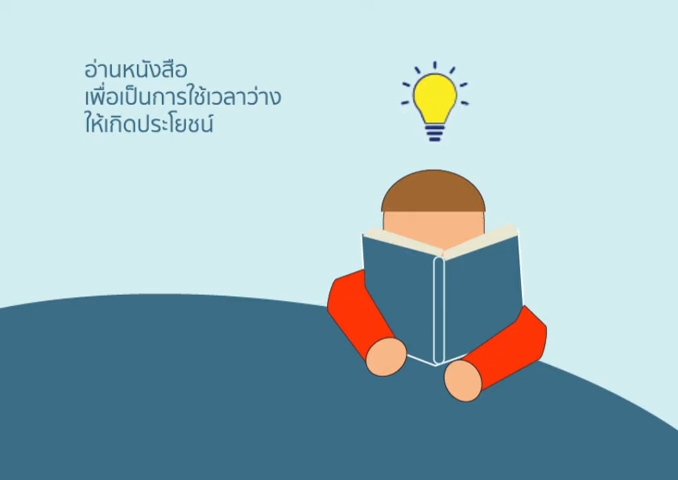 อ่านหนังสือ
เพื่อเป็นการใช้เวลาว่าง
ให้เกิดประโยชน์